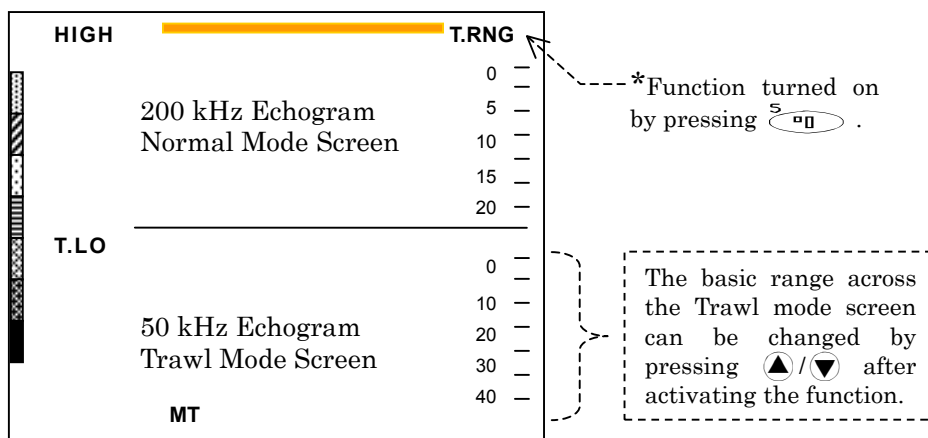 HIGH
T.RNG
0
5
10
15
20
200 kHz Echogram
Normal Mode Screen
*Function turned on
by pressing S .
T.LO
0
10
20
30
40
50 kHz Echogram
Trawl Mode Screen
MT
The basic range across
the Trawl mode screen
can be changed by
pressing ▲/▼ after
activating the function.